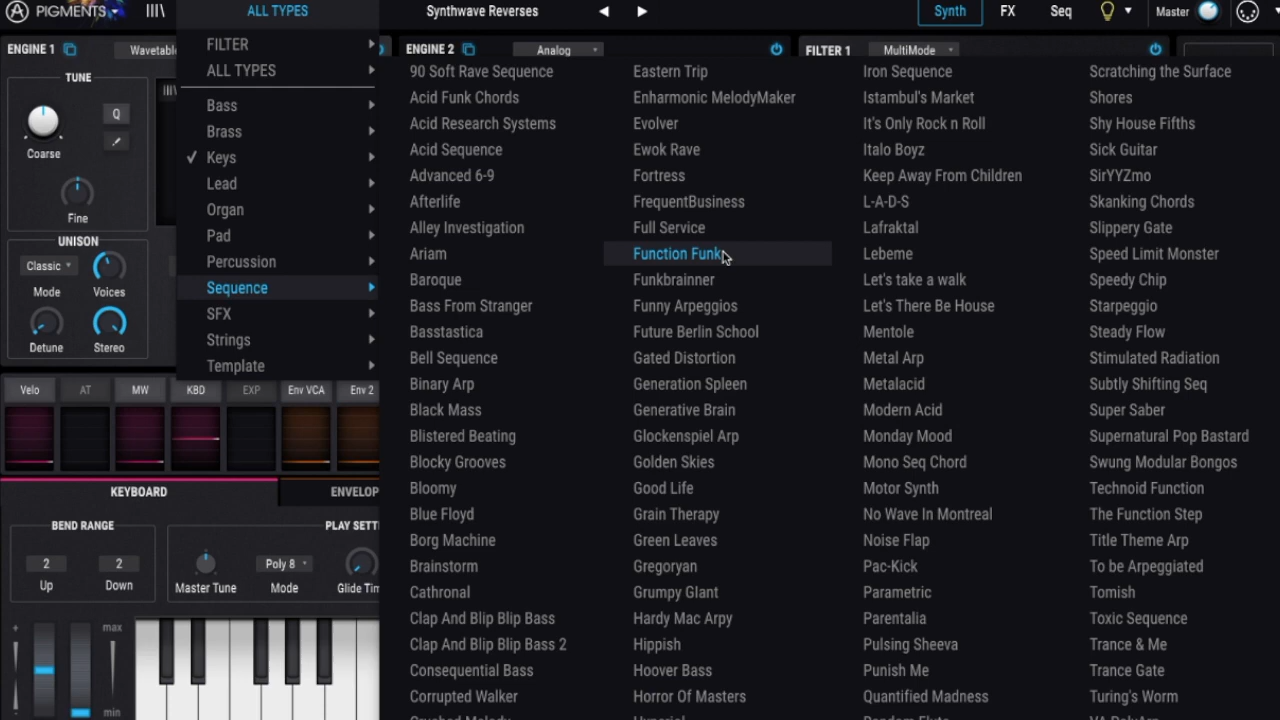 PIGMENTS
ALL TYPES
Synthwave Reverses
Synth
FX
Seq
Master
ENGINE 1
Wavetabl
ENGINE 2
Analog
FILTER 1
MultiMode
TUNE
Q
Coarse
Fine
UNISON
Classic
Mode
Voices
Detune
Stereo
FILTER
ALL TYPES
Bass
Brass
Keys
Lead
Organ
Pad
Percussion
Sequence
SFX
Strings
Template
90 Soft Rave Sequence
Acid Funk Chords
Acid Research Systems
Acid Sequence
Advanced 6-9
Afterlife
Alley Investigation
Ariam
Baroque
Bass From Stranger
Basstastica
Bell Sequence
Binary Arp
Black Mass
Blistered Beating
Blocky Grooves
Bloomy
Blue Floyd
Borg Machine
Brainstorm
Cathronal
Clap And Blip Blip Bass
Clap And Blip Blip Bass 2
Consequential Bass
Corrupted Walker
Eastern Trip
Enharmonic MelodyMaker
Evolver
Ewok Rave
Fortress
FrequentBusiness
Full Service
Function Funk
Funkbrainner
Funny Arpeggios
Future Berlin School
Gated Distortion
Generation Spleen
Generative Brain
Glockenspiel Arp
Golden Skies
Good Life
Grain Therapy
Green Leaves
Gregoryan
Grumpy Glant
Hardy Mac Arpy
Hippish
Hoover Bass
Horror Of Masters
Iron Sequence
Istambul's Market
It's Only Rock n Roll
Italo Boyz
Keep Away From Children
L-A-D-S
Lafraktal
Lebeme
Let's take a walk
Let's There Be House
Mentole
Metal Arp
Metalacid
Modern Acid
Monday Mood
Mono Seq Chord
Motor Synth
No Wave In Montreal
Noise Flap
Pac-Kick
Parametric
Parentalia
Pulsing Sheeva
Punish Me
Quantified Madness
Scratching the Surface
Shores
Shy House Fifths
Sick Guitar
SirYYZmo
Skanking Chords
Slippery Gate
Speed Limit Monster
Speedy Chip
Starpeggio
Steady Flow
Stimulated Radiation
Subtly Shifting Seq
Super Saber
Supernatural Pop Bastard
Swung Modular Bongos
Technoid Function
The Function Step
Title Theme Arp
To be Arpeggiated
Tomish
Toxic Sequence
Trance & Me
Trance Gate
Turing's Worm
Velo
AT
MW
KBD
EXP
Env VCA
Env 2
KEYBOARD
ENVELOP
BEND RANGE
2
2
Up
Down
PLAY SETT
Poly 8
Master Tune
Mode
Glide Tim
+
-
max
min